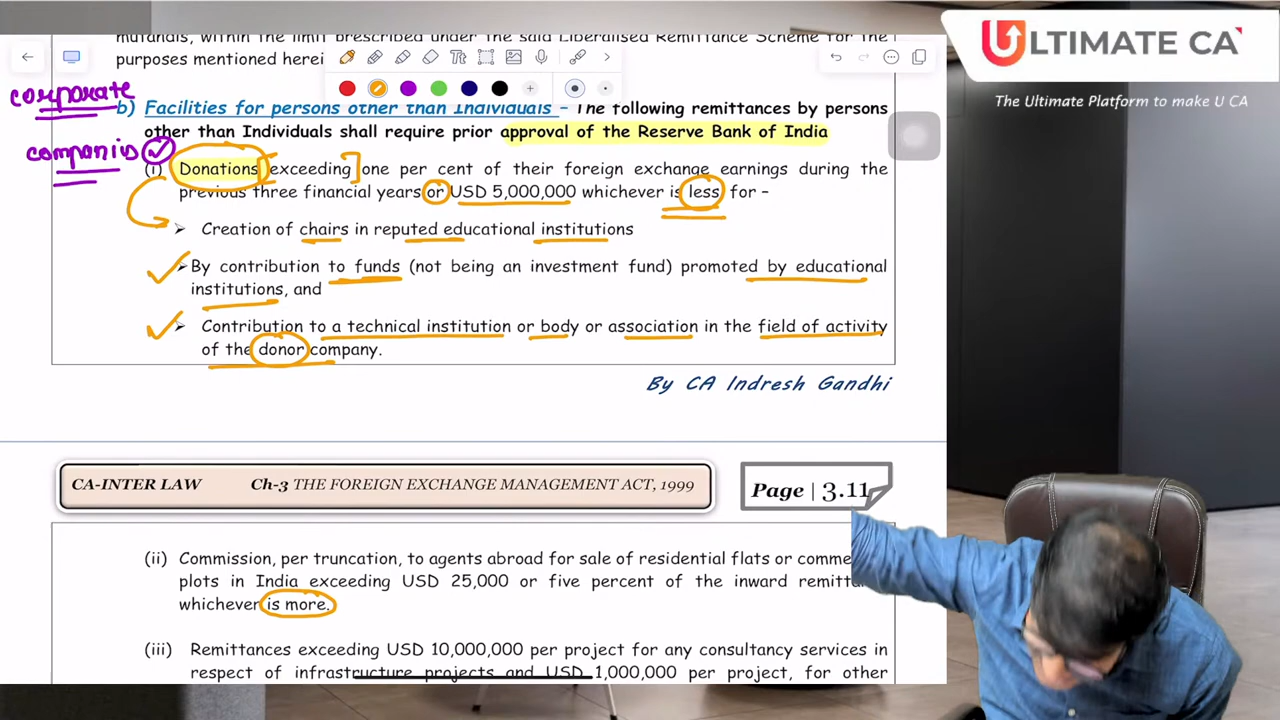 ULTIMATE CA
The Ultimate Platform to make U CA
mutandis, within the limit prescribed under the said Liberalised Remittance Scheme for the
purposes mentioned herei
corporate
companies
b) Facilities for persons other than Individuals – The following remittances by persons
other than Individuals shall require prior approval of the Reserve Bank of India
(i) Donations exceeding one per cent of their foreign exchange earnings during the
previous three financial years or USD 5,000,000 whichever is less for –
➢ Creation of chairs in reputed educational institutions
➢ By contribution to funds (not being an investment fund) promoted by educational
institutions, and
➢ Contribution to a technical institution or body or association in the field of activity
of the donor company.
By CA Indresh Gandhi
CA-INTER LAW Ch-3 THE FOREIGN EXCHANGE MANAGEMENT ACT, 1999
Page | 3.11
(ii) Commission, per truncation, to agents abroad for sale of residential flats or comme
plots in India exceeding USD 25,000 or five percent of the inward remitt
whichever is more.
(iii) Remittances exceeding USD 10,000,000 per project for any consultancy services in
respect of infrastructure projects and USD 1,000,000 per project, for other